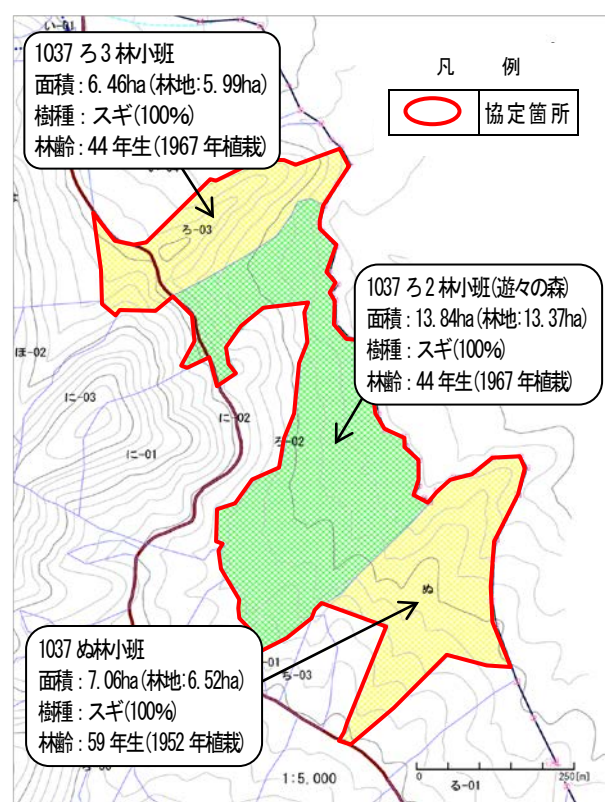 い-01
1037 ろ3 林小班
面積：6.46ha(林地:5.99ha)
樹種：スギ(100%)
林齢：44 年生(1967 年植栽)
凡 例
協定箇所
ろ-03
1037 ろ2 林小班(遊々の森)
面積：13.84ha(林地:13.37ha)
樹種：スギ(100%)
林齢：44 年生(1967 年植栽)
ほ-02
に-03
に-02
ろ-02
に-01
ぬ
1037 ぬ林小班
面積：7.06ha(林地:6.52ha)
樹種：スギ(100%)
林齢：59 年生(1952 年植栽)
-01
ち-03
1:5,000
0 250[m]
る-01